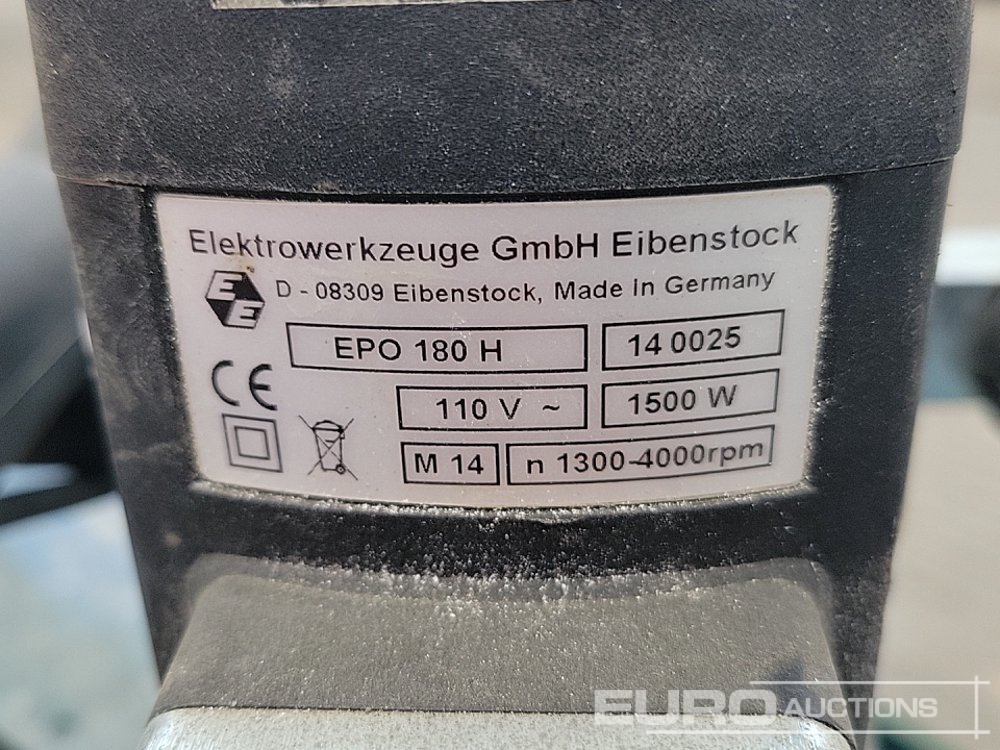 Elektrowerkzeuge GmbH Eibenstock
EE D - 08309 Eibenstock, Made In Germany
EPO 180 H 14 0025
CE 110 V ~ 1500 W
M 14 n 1300-4000rpm
EURO AUCTIONS